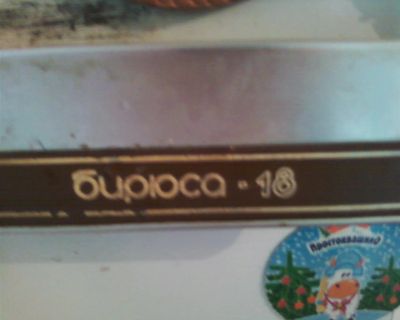 бирюса - 18
Простоквашино